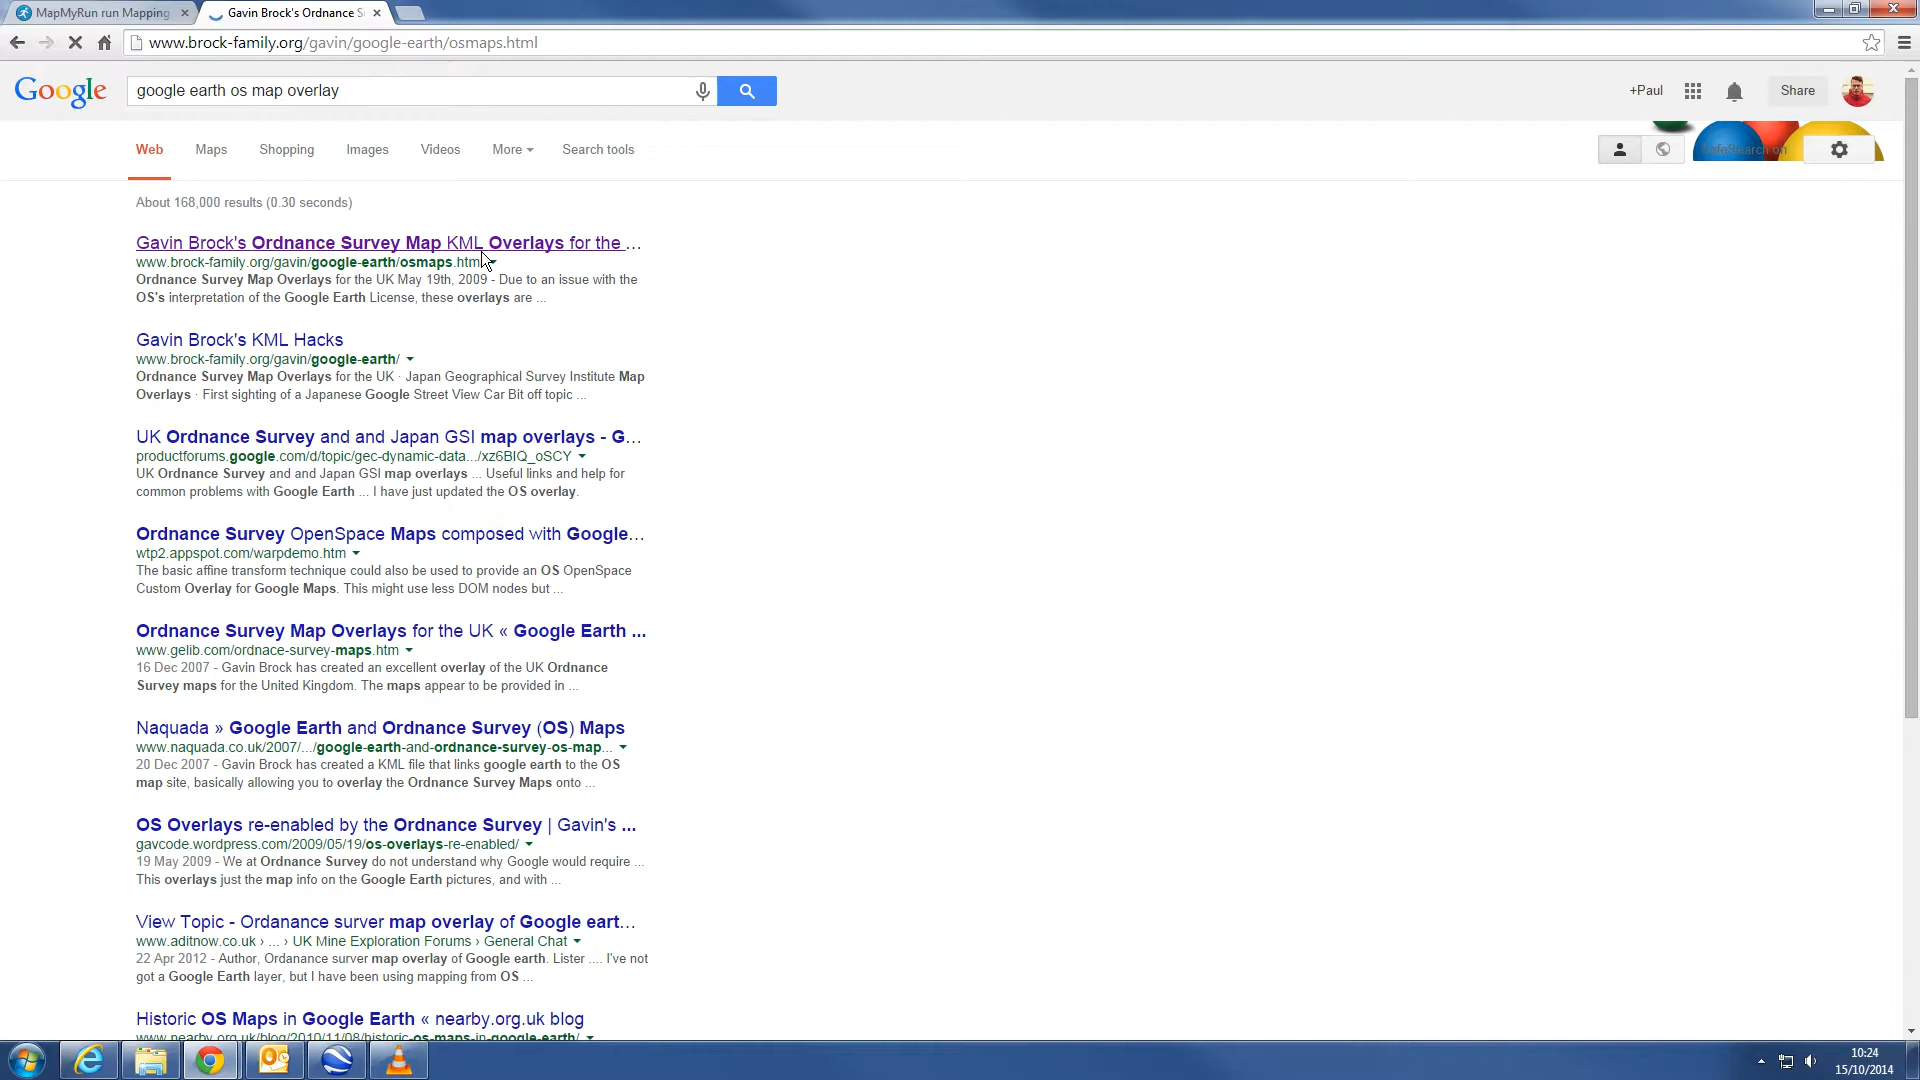 MapMyRun run Mapping
Gavin Brock's Ordnance S
www.brock-family.org/gavin/google-earth/osmaps.html
Google
google earth os map overlay
+Paul
Share
Web
Maps
Shopping
Images
Videos
More
Search tools
SafeSearch on
About 168,000 results (0.30 seconds)
Gavin Brock's Ordnance Survey Map KML Overlays for the ...
www.brock-family.org/gavin/google-earth/osmaps.html
Ordnance Survey Map Overlays for the UK May 19th, 2009 - Due to an issue with the
OS's interpretation of the Google Earth License, these overlays are ...
Gavin Brock's KML Hacks
www.brock-family.org/gavin/google-earth/
Ordnance Survey Map Overlays for the UK · Japan Geographical Survey Institute Map
Overlays · First sighting of a Japanese Google Street View Car Bit off topic ...
UK Ordnance Survey and and Japan GSI map overlays - G...
productforums.google.com/d/topic/gec-dynamic-data.../xz6BIQ_oSCY
UK Ordnance Survey and and Japan GSI map overlays ... Useful links and help for
common problems with Google Earth ... I have just updated the OS overlay.
Ordnance Survey OpenSpace Maps composed with Google...
wtp2.appspot.com/warpdemo.htm
The basic affine transform technique could also be used to provide an OS OpenSpace
Custom Overlay for Google Maps. This might use less DOM nodes but ...
Ordnance Survey Map Overlays for the UK « Google Earth ...
www.gelib.com/ordnace-survey-maps.htm
16 Dec 2007 - Gavin Brock has created an excellent overlay of the UK Ordnance
Survey maps for the United Kingdom. The maps appear to be provided in ...
Naquada » Google Earth and Ordnance Survey (OS) Maps
www.naquada.co.uk/2007/.../google-earth-and-ordnance-survey-os-map...
20 Dec 2007 - Gavin Brock has created a KML file that links google earth to the OS
map site, basically allowing you to overlay the Ordnance Survey Maps onto ...
OS Overlays re-enabled by the Ordnance Survey | Gavin's ...
gavcode.wordpress.com/2009/05/19/os-overlays-re-enabled/
19 May 2009 - We at Ordnance Survey do not understand why Google would require ...
This overlays just the map info on the Google Earth pictures, and with ...
View Topic - Ordanance surver map overlay of Google eart...
www.aditnow.co.uk › ... › UK Mine Exploration Forums › General Chat
22 Apr 2012 - Author, Ordanance surver map overlay of Google earth. Lister .... I've not
got a Google Earth layer, but I have been using mapping from OS ...
Historic OS Maps in Google Earth « nearby.org.uk blog
www.nearby.org.uk/blog/2010/11/08/historic-os-maps-in-google-earth/
10:24
15/10/2014